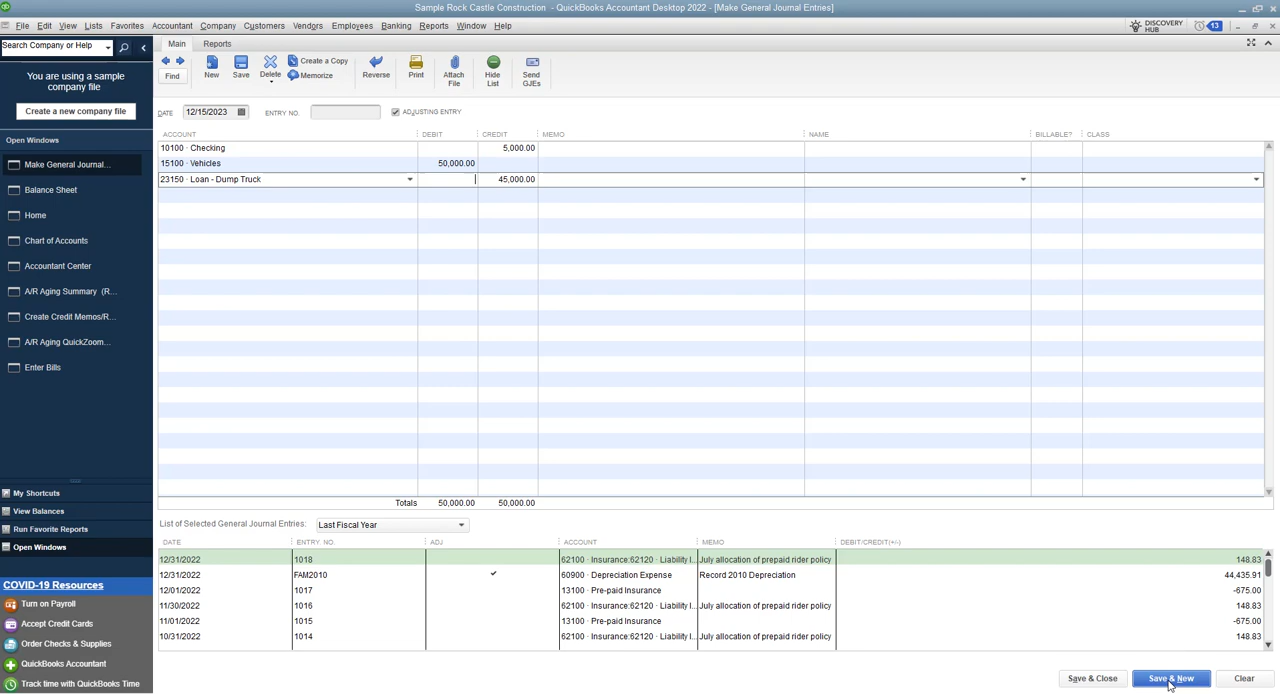 Sample Rock Castle Construction - QuickBooks Accountant Desktop 2022 - [Make General Journal Entries]
File Edit View Lists Favorites Accountant Company Customers Vendors Employees Banking Reports Window Help
DISCOVERY HUB 13
Search Company or Help
Main Reports
You are using a sample
company file
Create a new company file
Find New Save Delete Create a Copy Memorize Reverse Print Attach File Hide List Send GJEs
DATE 12/15/2023 ENTRY NO. ADJUSTING ENTRY
ACCOUNT DEBIT CREDIT MEMO NAME BILLABLE? CLASS
10100 · Checking 5,000.00
15100 · Vehicles 50,000.00
23150 · Loan - Dump Truck 45,000.00
Totals 50,000.00 50,000.00
Open Windows
Make General Journal...
Balance Sheet
Home
Chart of Accounts
Accountant Center
A/R Aging Summary (R...
Create Credit Memos/R...
A/R Aging QuickZoom...
Enter Bills
My Shortcuts
View Balances
Run Favorite Reports
Open Windows
COVID-19 Resources
Turn on Payroll
Accept Credit Cards
Order Checks & Supplies
QuickBooks Accountant
Track time with QuickBooks Time
List of Selected General Journal Entries: Last Fiscal Year
DATE ENTRY. NO. ADJ ACCOUNT MEMO DEBIT/CREDIT(+/-)
12/31/2022 1018 62100 · Insurance:62120 · Liability I... July allocation of prepaid rider policy 148.83
12/31/2022 FAM2010 60900 · Depreciation Expense Record 2010 Depreciation 44,435.91
12/01/2022 1017 13100 · Pre-paid Insurance -675.00
11/30/2022 1016 62100 · Insurance:62120 · Liability I... July allocation of prepaid rider policy 148.83
11/01/2022 1015 13100 · Pre-paid Insurance -675.00
10/31/2022 1014 62100 · Insurance:62120 · Liability I... July allocation of prepaid rider policy 148.83
Save & Close Save & New Clear